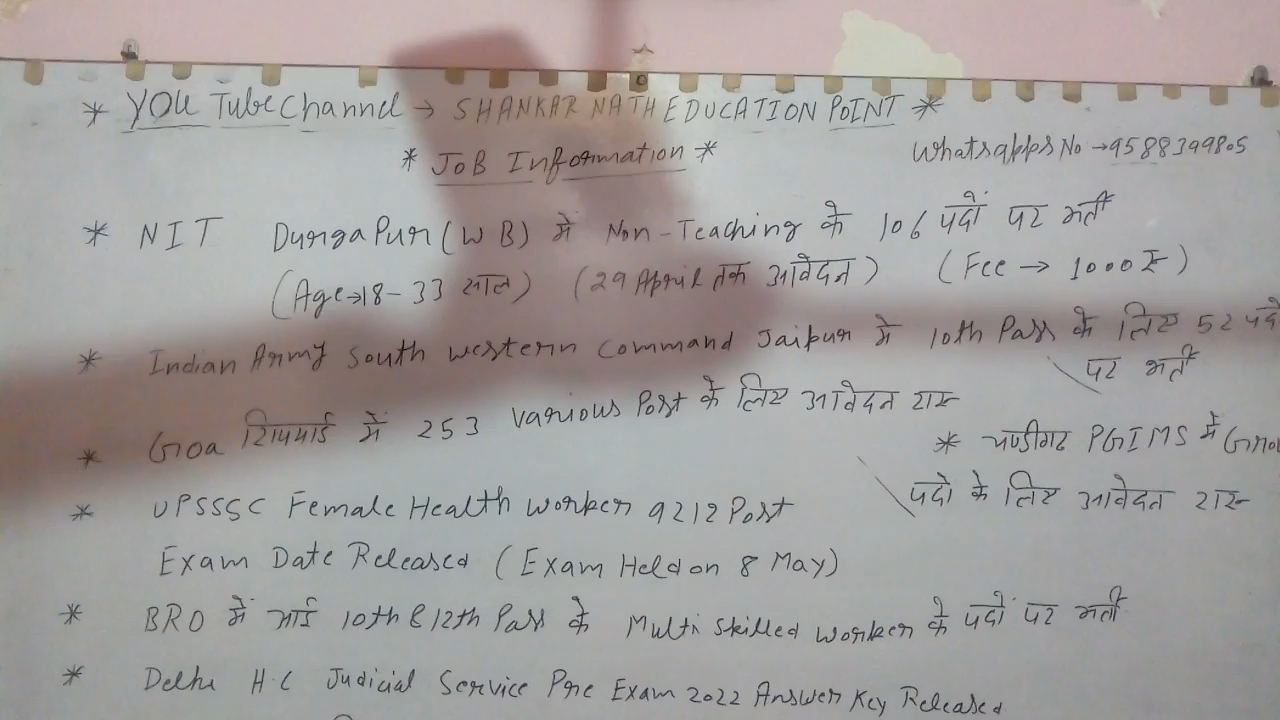 * YOU Tube Channel → SHANKAR NATH EDUCATION POINT *
* JOB Information *
Whatsapps No → 9588399805
* NIT Durgapur (WB) में Non-Teaching के 106 पदों पर भर्ती
(Age→18-33 साल) (29 April तक आवेदन) (Fee → 1000 रु)
* Indian Army South western Command Jaipur में 10th Pass के लिए 52 पदो
पर भर्ती
* Goa में 253 various Post के लिए आवेदन शुरू
* चण्डीगढ PGIMS में
पदो के लिए आवेदन शुरू
* UPSSSC Female Health Worker 9212 Post
Exam Date Released (Exam Held on 8 May)
* BRO में आई 10th & 12th Pass के Multi Skilled Worker के पदों पर भर्ती
* Delhi H.C Judicial Service Pre Exam 2022 Answer Key Released